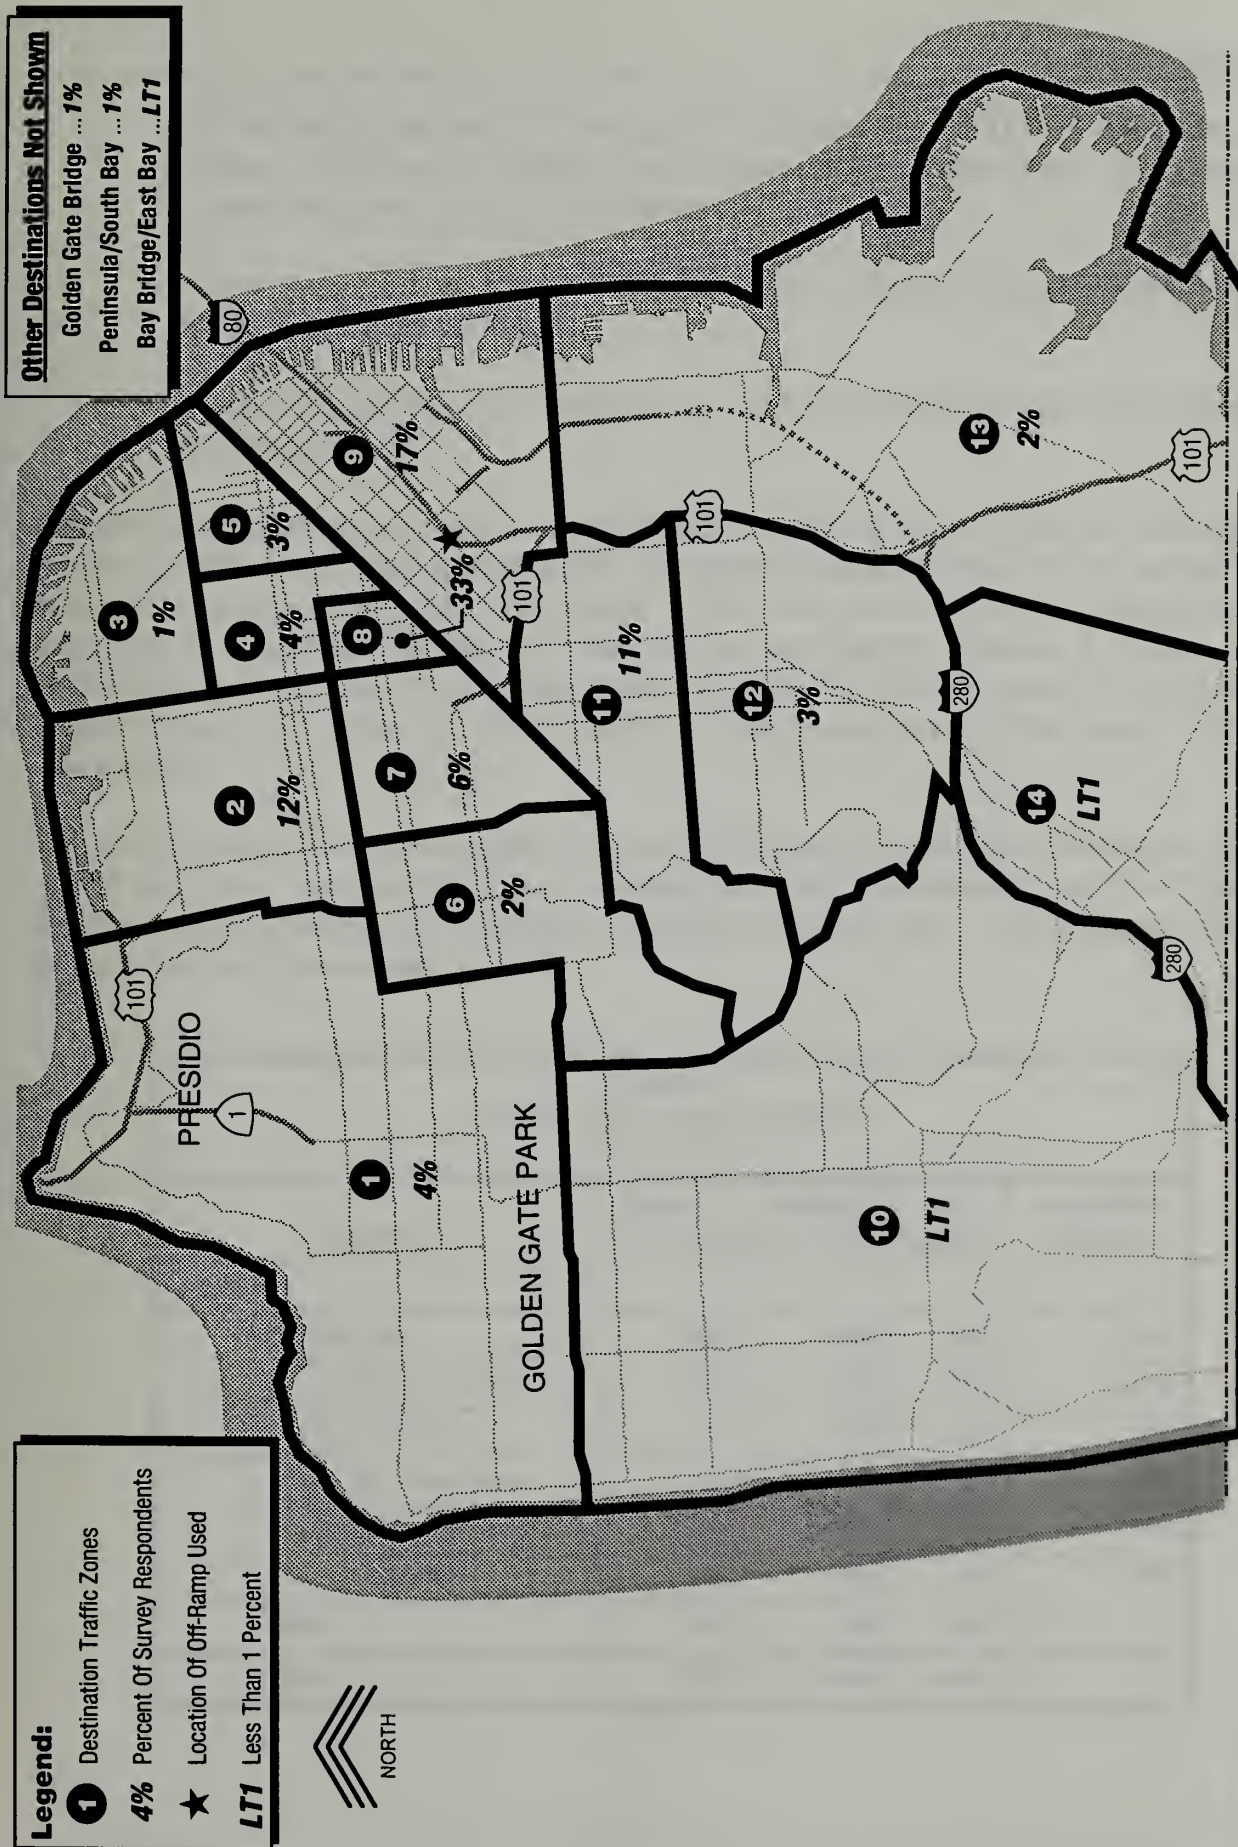 Legend:
1 Destination Traffic Zones
4% Percent Of Survey Respondents
★ Location Of Off-Ramp Used
LT1 Less Than 1 Percent
NORTH
Other Destinations Not Shown
Golden Gate Bridge ...1%
Peninsula/South Bay ...1%
Bay Bridge/East Bay ...LT1
80
101
PRESIDIO
1
1
4%
GOLDEN GATE PARK
2
12%
3
1%
4
4%
5
3%
6
2%
7
6%
8
33%
9
17%
101
10
LT1
11
11%
12
3%
101
13
2%
101
280
14
LT1
280